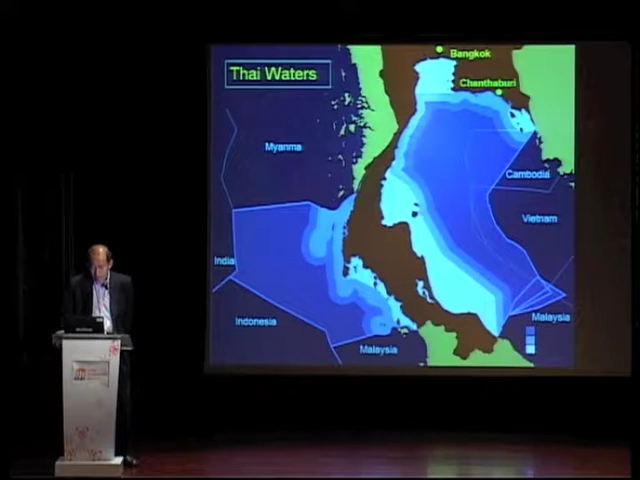 Bangkok
Thai Waters
Chanthaburi
Myanma
Cambodia
Vietnam
India
Indonesia
Malaysia
Malaysia